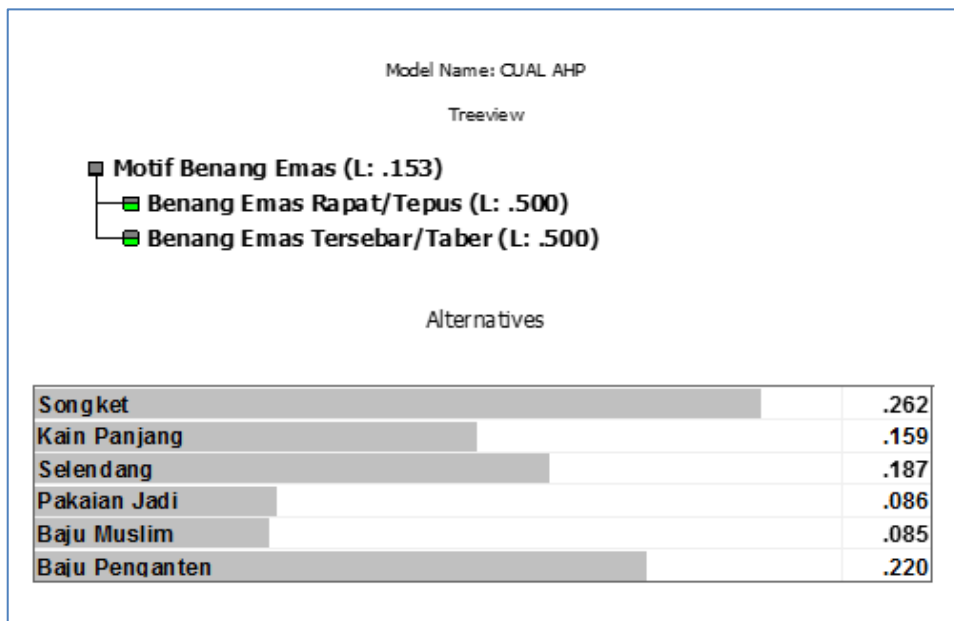 Model Name: CUAL AHP
Treeview
Motif Benang Emas (L: .153)
Benang Emas Rapat/Tepus (L: .500)
Benang Emas Tersebar/Taber (L: .500)
Alternatives
Songket .262
Kain Panjang .159
Selendang .187
Pakaian Jadi .086
Baju Muslim .085
Baju Penganten .220